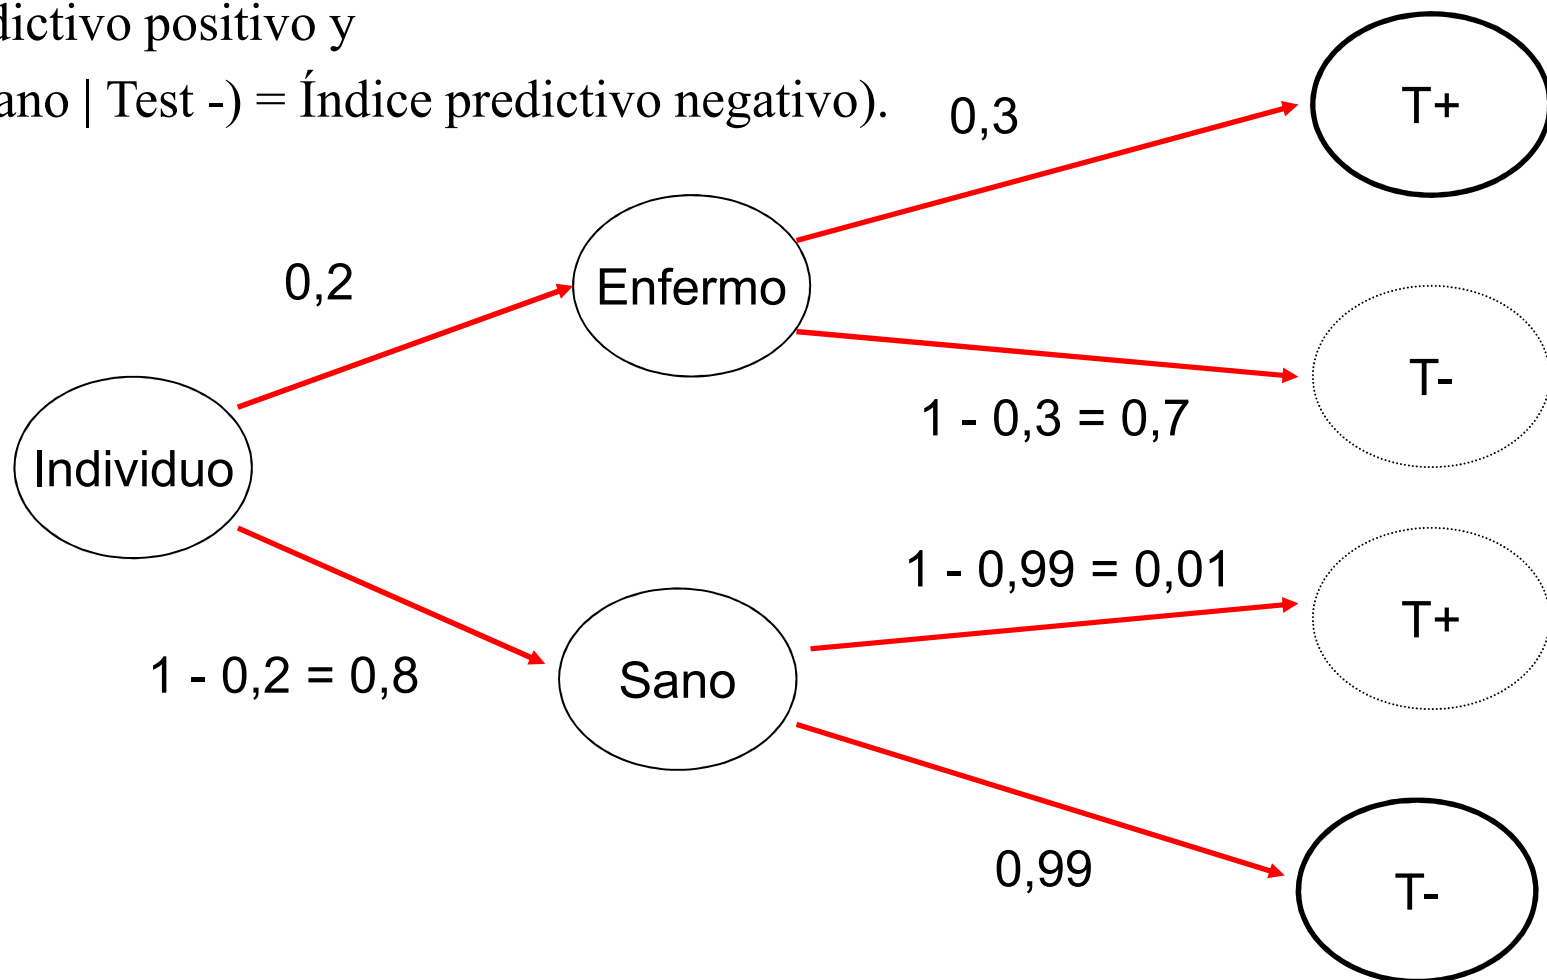 dictivo positivo y
ano | Test -) = Índice predictivo negativo).
0,3
T+
0,2
Enfermo
T-
1 - 0,3 = 0,7
Individuo
1 - 0,99 = 0,01
T+
1 - 0,2 = 0,8
Sano
0,99
T-